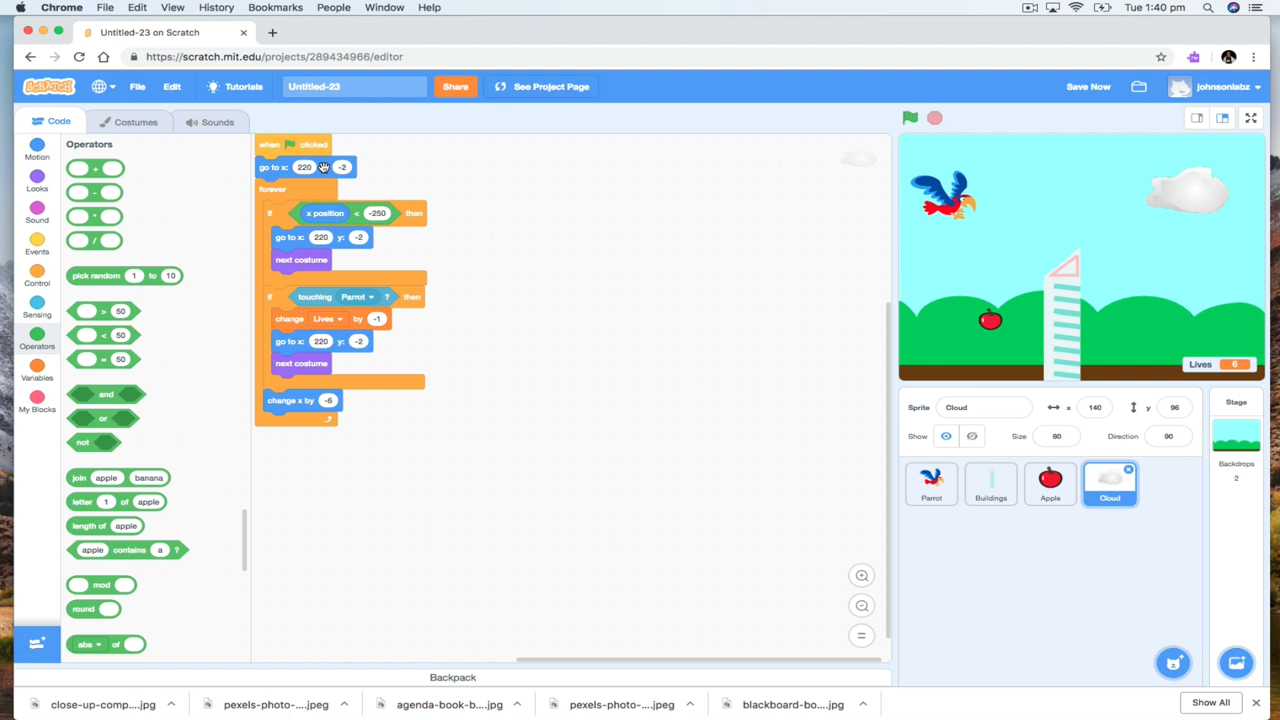 Chrome File Edit View History Bookmarks People Window Help Tue 1:40 pm
Untitled-23 on Scratch
https://scratch.mit.edu/projects/289434966/editor
SCRATCH File Edit Tutorials Untitled-23 Share See Project Page Save Now johnsonlabz
Code Costumes Sounds
Motion
Looks
Sound
Events
Control
Sensing
Operators
Variables
My Blocks
Operators
+
-
*
/
pick random 1 to 10
> 50
< 50
= 50
and
or
not
join apple banana
letter 1 of apple
length of apple
apple contains a ?
mod
round
abs of
when clicked
go to x: 220 -2
forever
if x position < -250 then
go to x: 220 y: -2
next costume
if touching Parrot ? then
change Lives by -1
go to x: 220 y: -2
next costume
change x by -6
Lives 6
Sprite Cloud x 140 y 96
Show Size 80 Direction 90
Parrot Buildings Apple Cloud
Stage
Backdrops
2
Backpack
close-up-comp....jpg pexels-photo-....jpeg agenda-book-b....jpg pexels-photo-....jpeg blackboard-bo....jpg Show All